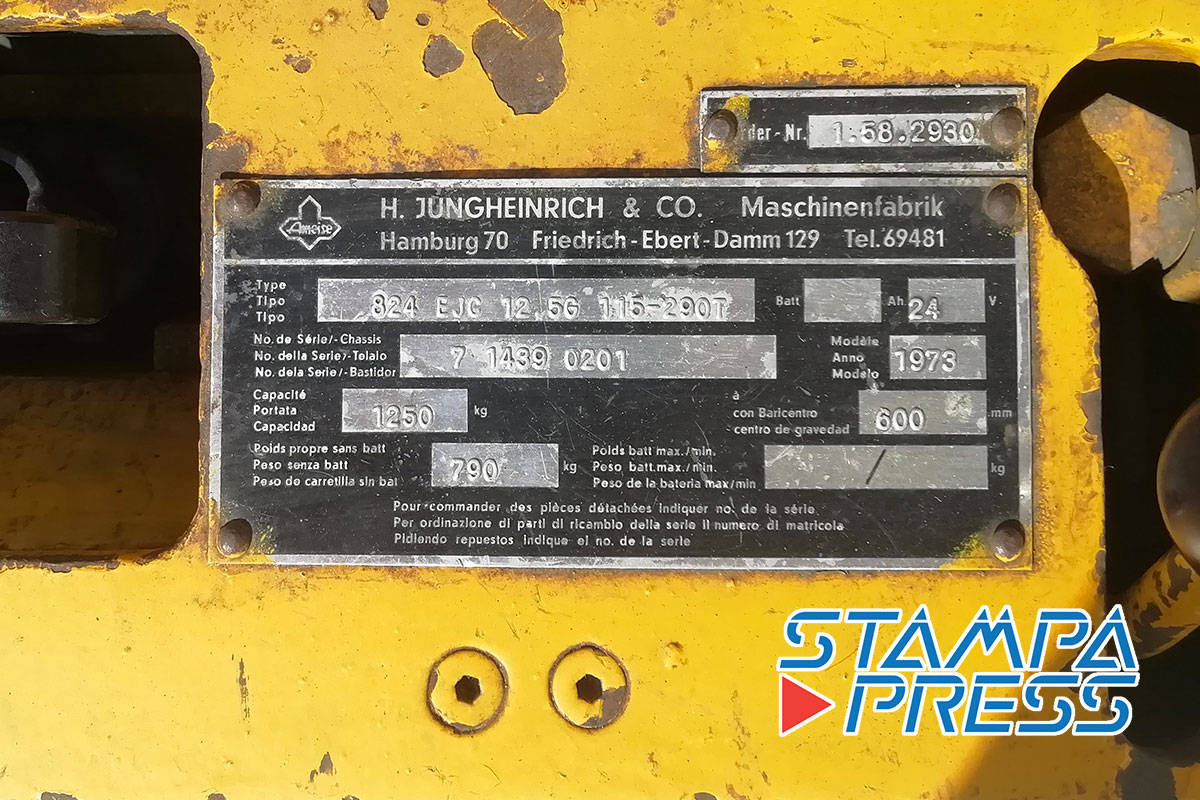 der-Nr. 1.58.2930
Ameise
H. JUNGHEINRICH & CO. Maschinenfabrik
Hamburg 70 Friedrich-Ebert-Damm 129 Tel. 69481
Type
Tipo
Tipo
824 EJC 12.5G 115-290T
Batt Ah. 24 V
No. de Série/-Chassis
No. della Serie/-Telaio
No. de la Serie/-Bastidor
7 1439 0201
Modèle
Anno
Modelo
1973
Capacité
Portata
Capacidad
1250 kg
à
con Baricentro
centro de gravedad
600 mm
Poids propre sans batt
Peso senza batt
Peso de carretilla sin bat
790 kg
Poids batt max./min.
Peso batt. max./min.
Peso de la bateria max/min
/ kg
Pour commander des pièces détachées indiquer no. de la série
Per ordinazione di parti di ricambio della serie il numero di matricola
Pidiendo repuestos indique el no. de la serie
STAMPA
PRESS